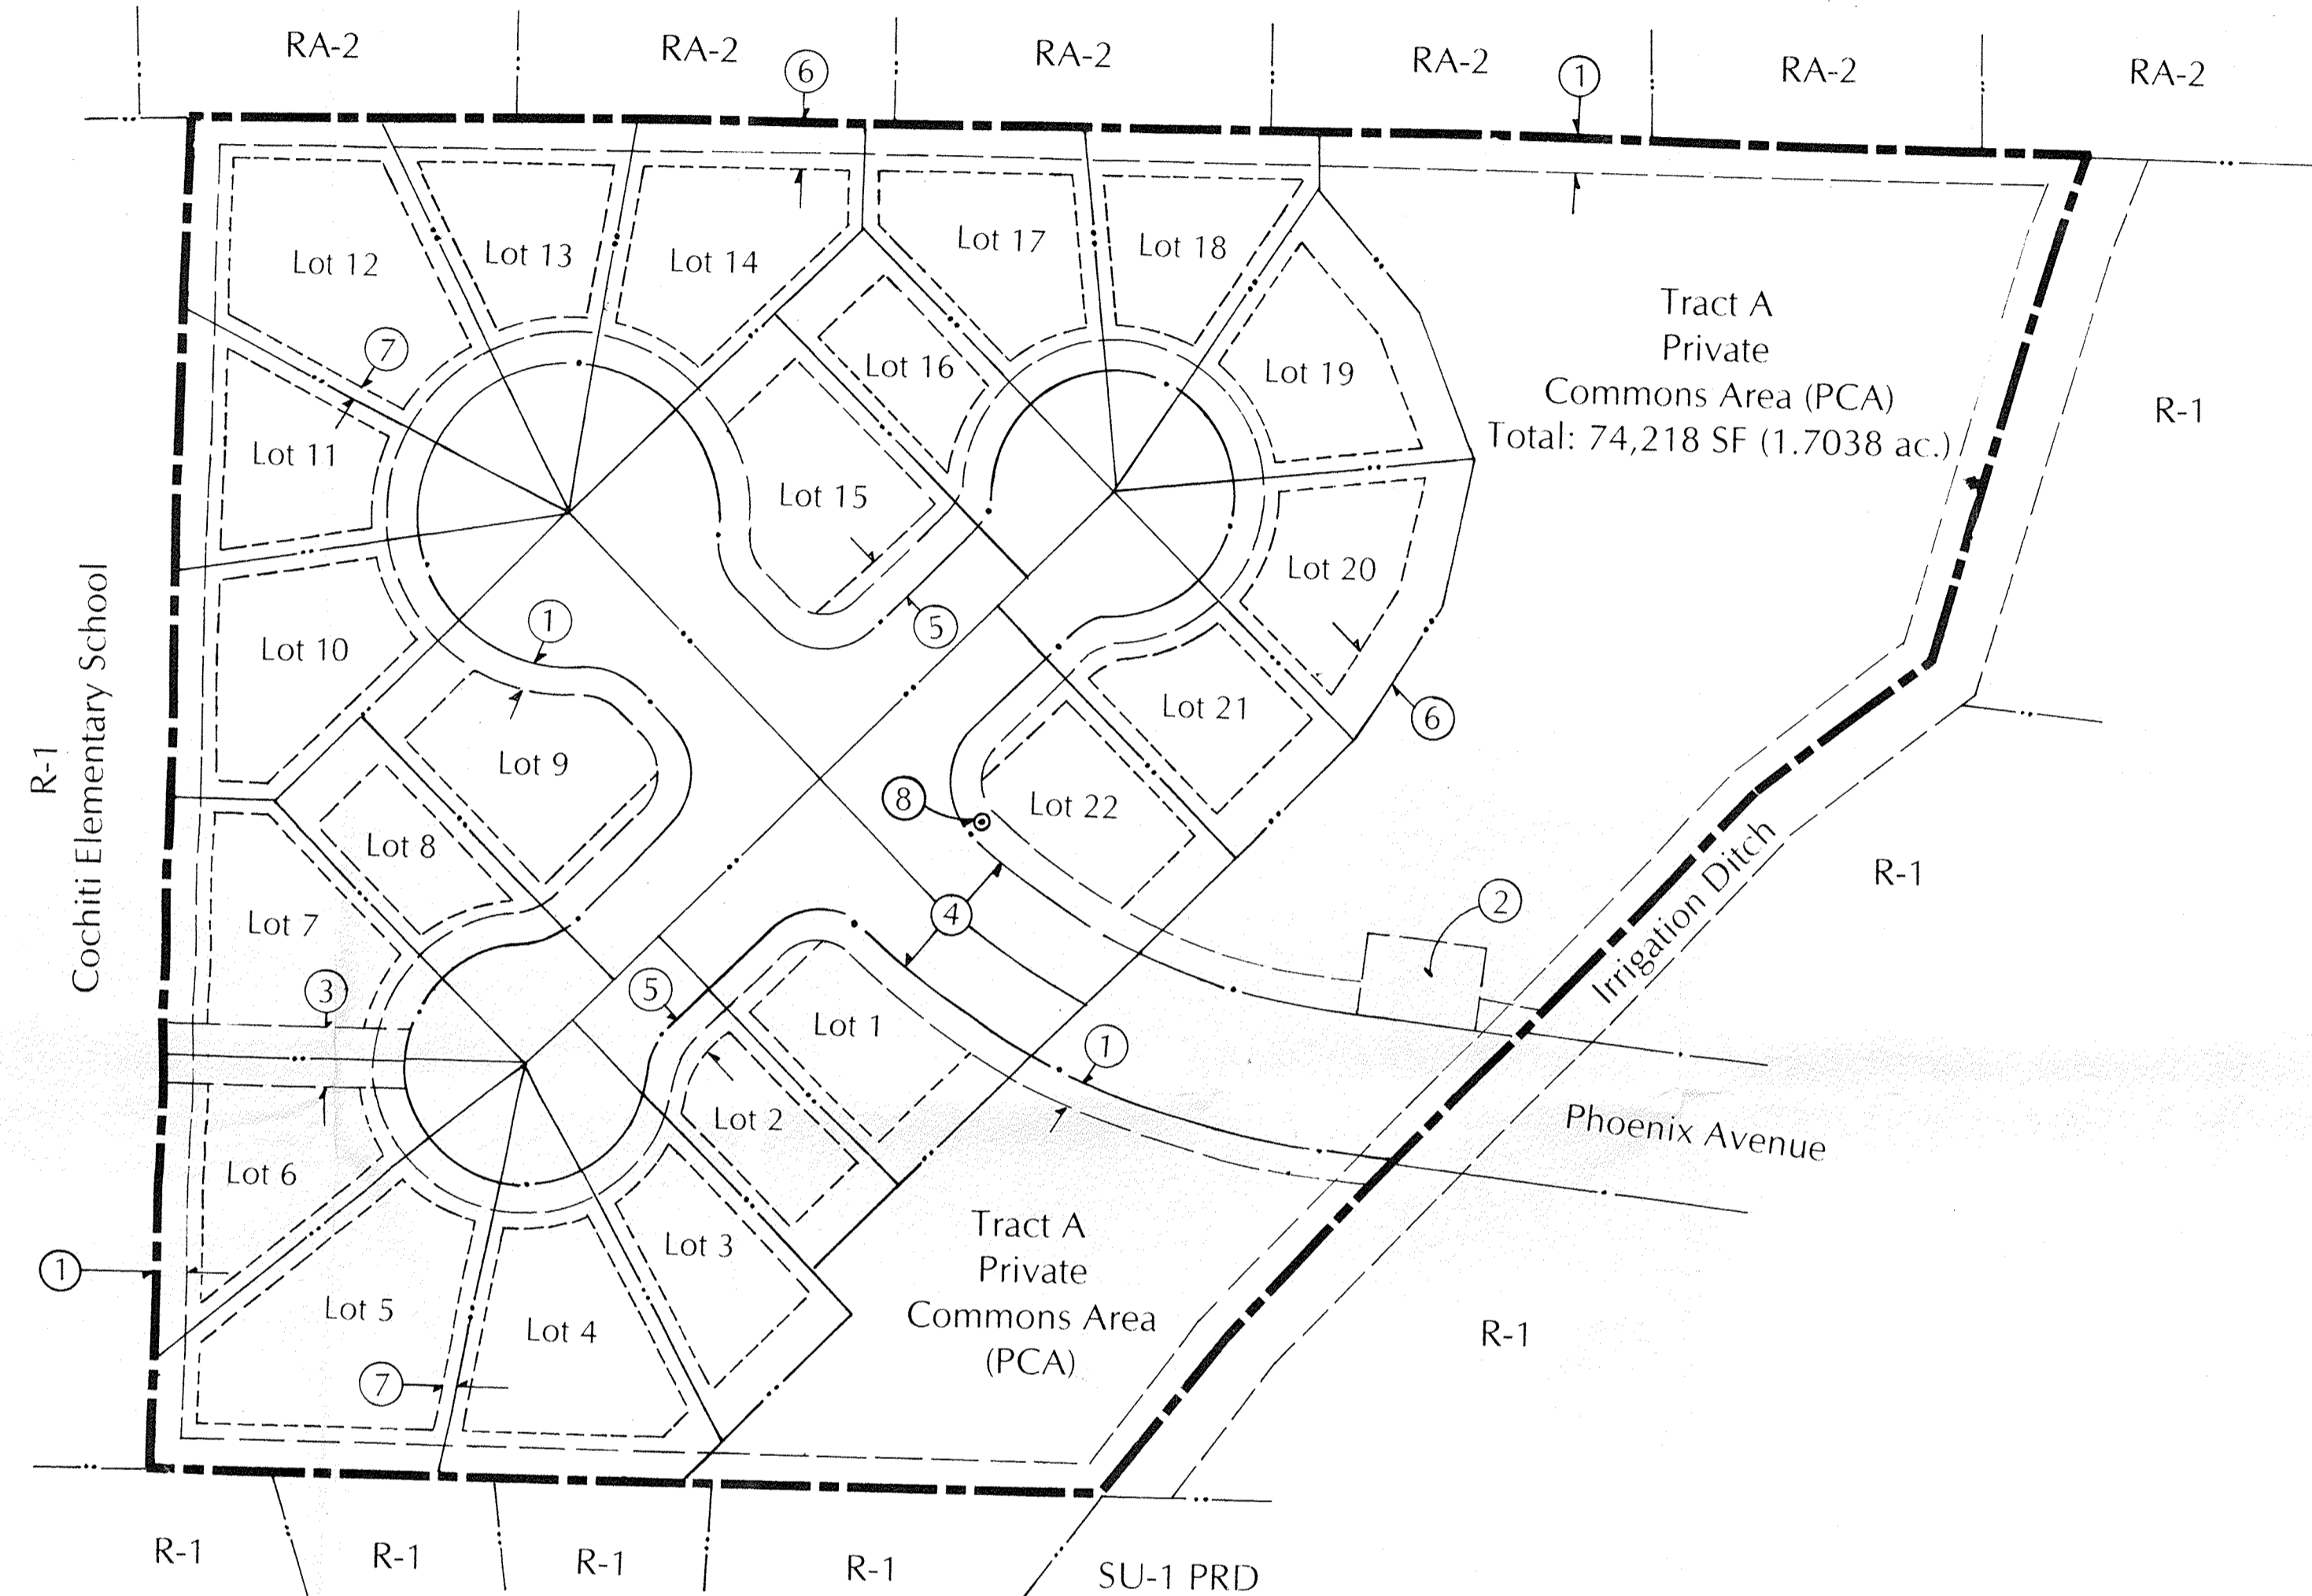 RA-2
RA-2
RA-2
RA-2
RA-2
RA-2
6
1
Lot 12
Lot 13
Lot 14
Lot 17
Lot 18
Tract A
Private
Commons Area (PCA)
Total: 74,218 SF (1.7038 ac.)
R-1
7
Lot 16
Lot 19
Lot 11
Lot 15
Lot 20
1
5
Lot 10
R-1
Cochiti Elementary School
Lot 9
Lot 21
6
8
Lot 22
Lot 8
Irrigation Ditch
R-1
4
2
Lot 7
3
5
Lot 1
1
Lot 2
Phoenix Avenue
Lot 6
Lot 3
Tract A
Private
Commons Area
(PCA)
1
Lot 5
Lot 4
7
R-1
R-1
R-1
R-1
R-1
SU-1 PRD